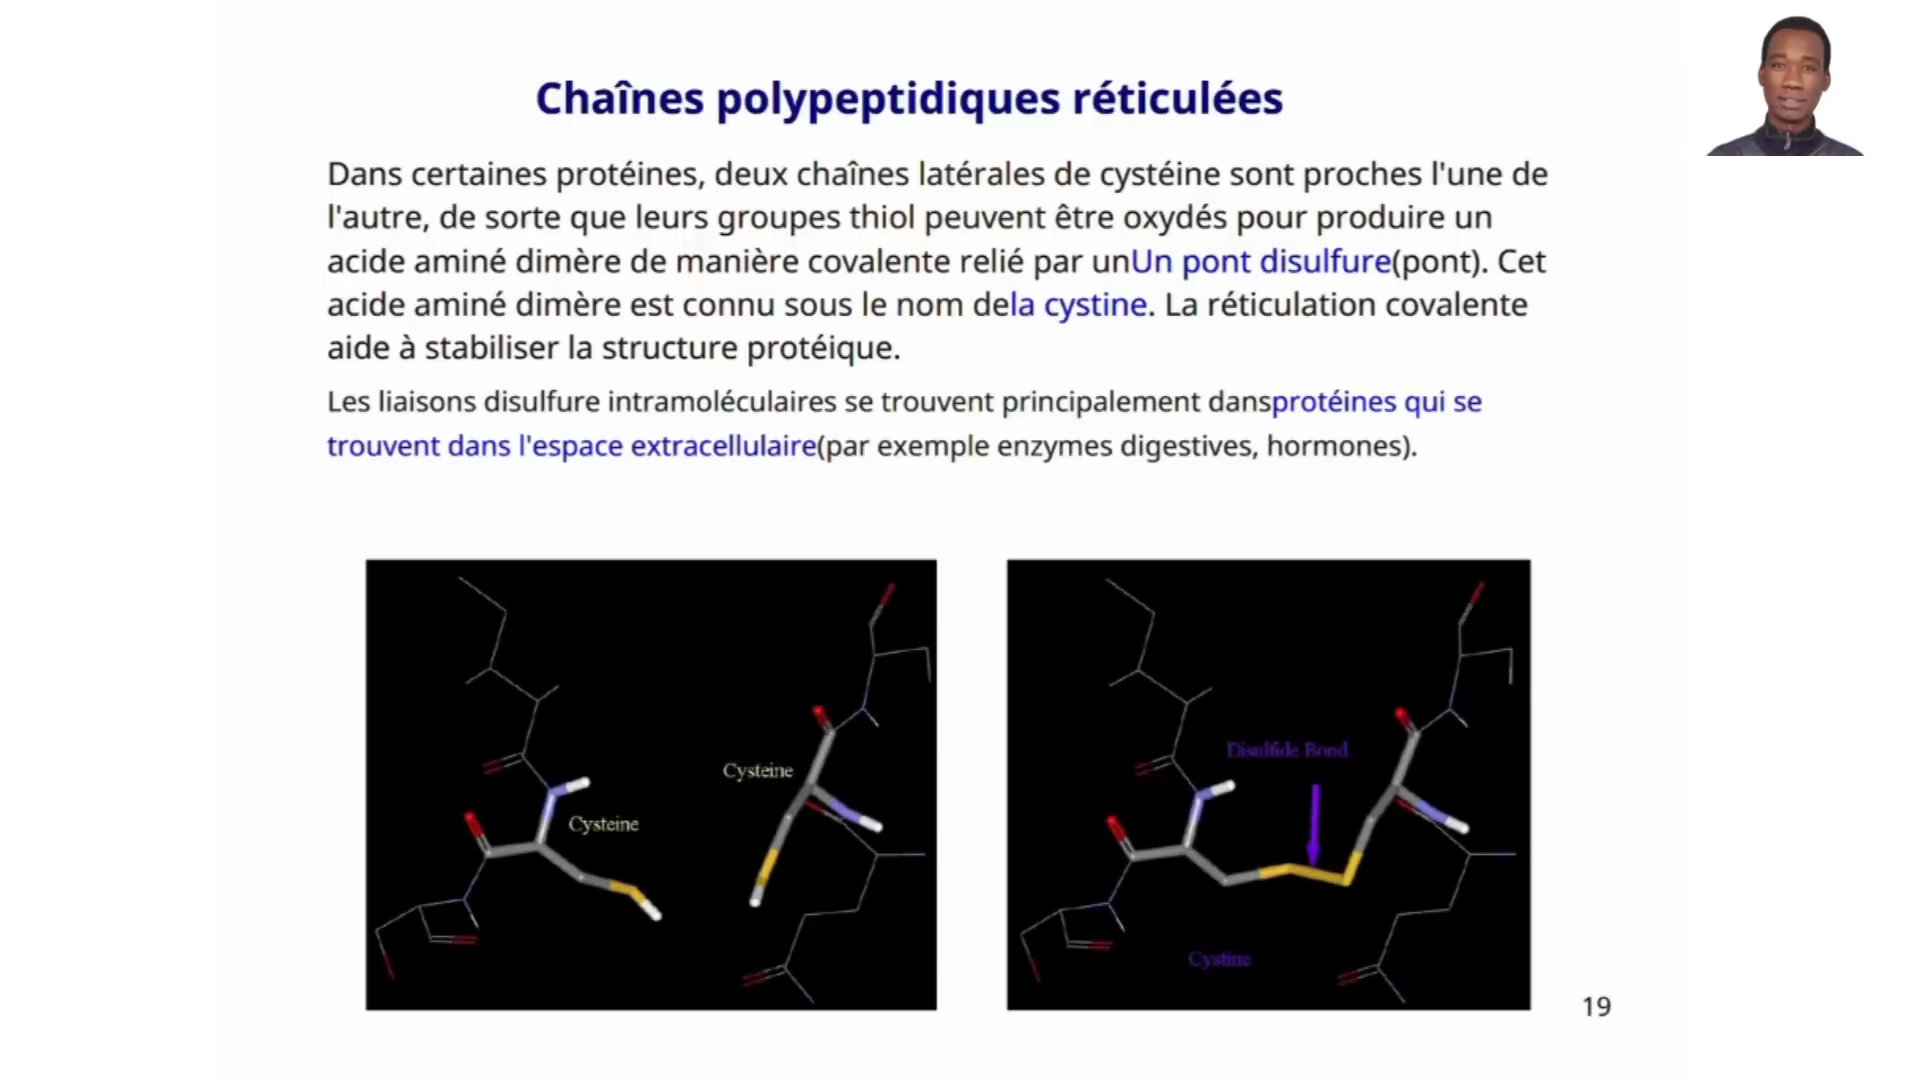 Chaînes polypeptidiques réticulées
Dans certaines protéines, deux chaînes latérales de cystéine sont proches l'une de
l'autre, de sorte que leurs groupes thiol peuvent être oxydés pour produire un
acide aminé dimère de manière covalente relié par unUn pont disulfure(pont). Cet
acide aminé dimère est connu sous le nom dela cystine. La réticulation covalente
aide à stabiliser la structure protéique.
Les liaisons disulfure intramoléculaires se trouvent principalement dansprotéines qui se
trouvent dans l'espace extracellulaire(par exemple enzymes digestives, hormones).
Cysteine
Cysteine
Disulfide Bond
Cystine
19